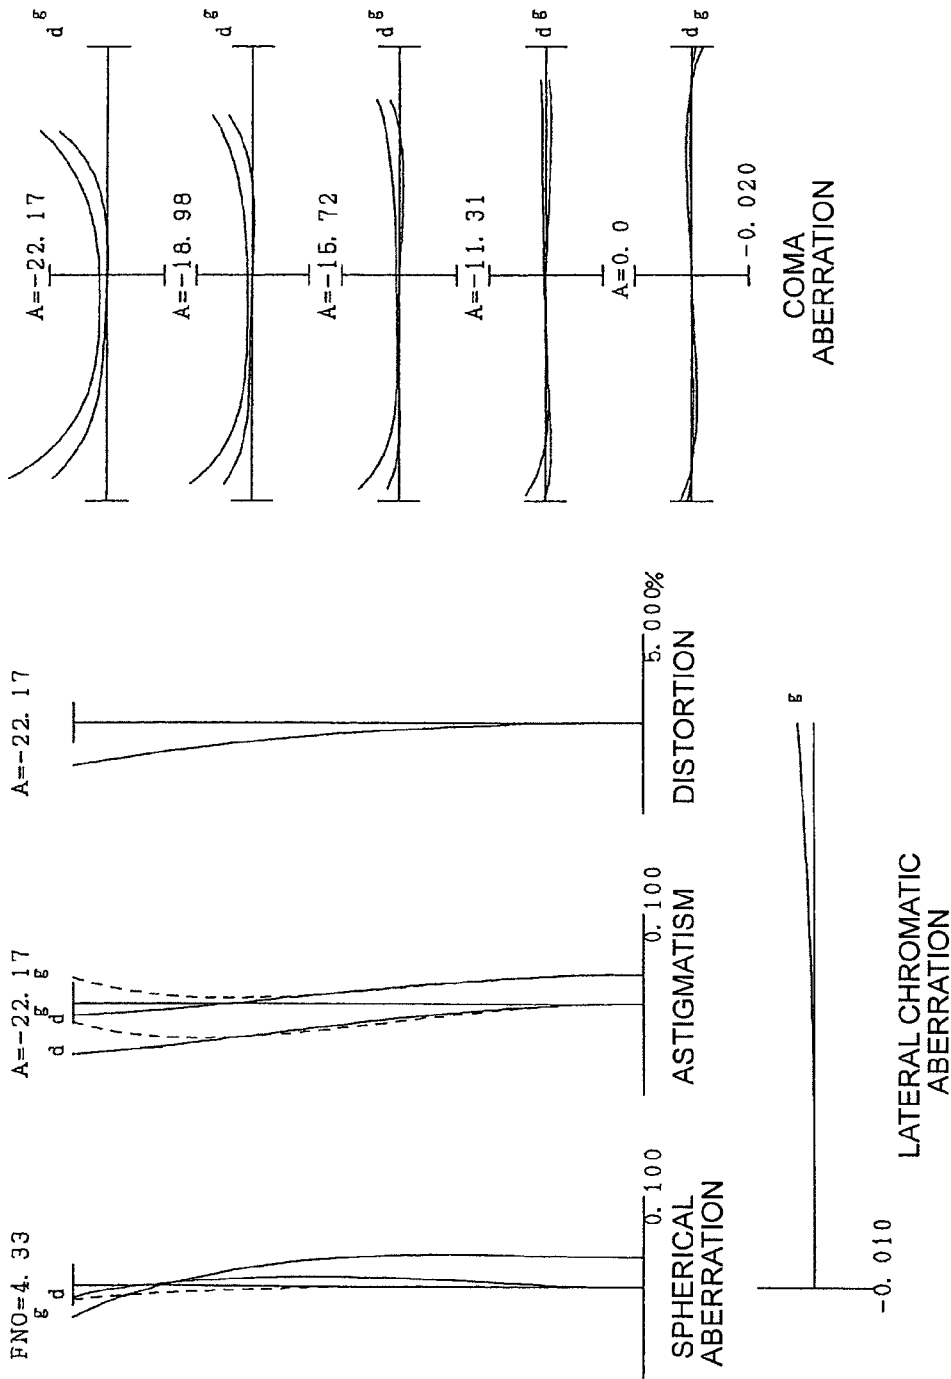 FNO=4. 33
g
d
0. 100
SPHERICAL
ABERRATION
A=-22. 17
d
g
d
g
0. 100
ASTIGMATISM
A=-22. 17
5. 000%
DISTORTION
A=-22. 17
d g
A=-18. 98
d g
A=-15. 72
d g
A=-11. 31
d g
A=0. 0
d g
-0. 020
COMA
ABERRATION
g
-0. 010
LATERAL CHROMATIC
ABERRATION